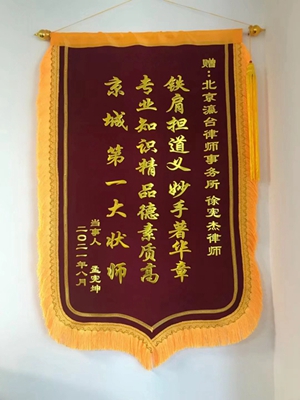 赠：北京瀛台律师事务所 徐宪杰律师
铁肩担道义妙手著华章
专业知识精品德素质高
京城第一大状师
当事人 孟宪坤
二〇二一年八月